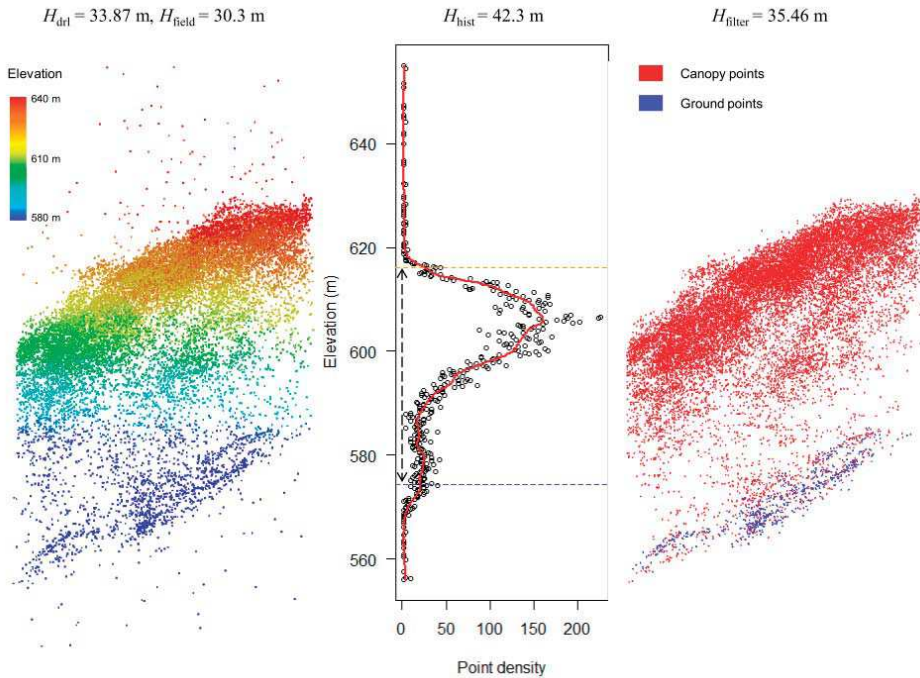 H_drl = 33.87 m, H_field = 30.3 m
H_hist = 42.3 m
H_filter = 35.46 m
Elevation
640 m
610 m
580 m
Elevation (m)
640
620
600
580
560
0 50 100 150 200
Point density
Canopy points
Ground points